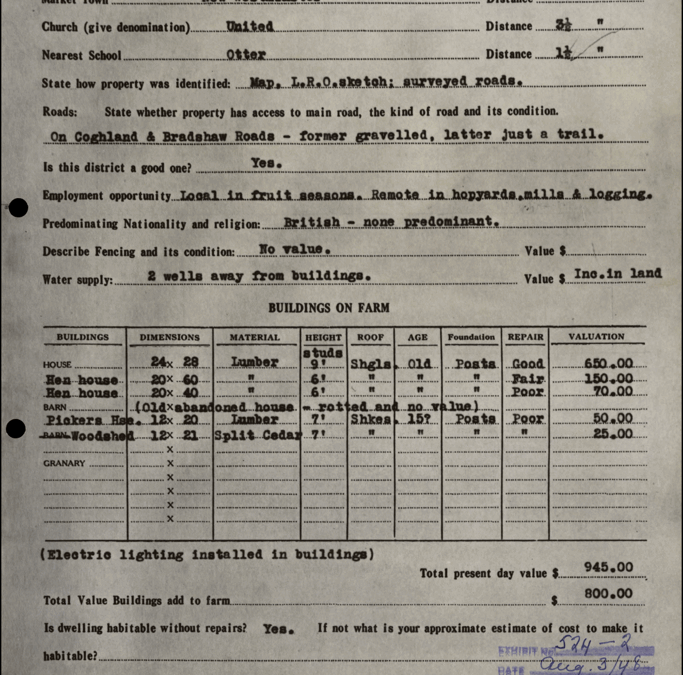 Church (give denomination) United Distance 3½ "
Nearest School Otter Distance 1½ "
State how property was identified: Map, L.R.O.sketch; surveyed roads.
Roads: State whether property has access to main road, the kind of road and its condition.
On Coghland & Bradshaw Roads - former gravelled, latter just a trail.
Is this district a good one? Yes.
Employment opportunity Local in fruit seasons. Remote in hopyards,mills & logging.
Predominating Nationality and religion: British - none predominant.
Describe Fencing and its condition: No value. Value $
Water supply: 2 wells away from buildings. Value $ Inc.in land
BUILDINGS ON FARM
BUILDINGS DIMENSIONS MATERIAL HEIGHT ROOF AGE Foundation REPAIR VALUATION
studs
HOUSE 24x 28 Lumber 9' Shgls. Old Posts Good 650.00
Hen house 20x 60 " 6' " " " Fair 150.00
Hen house 20x 40 " 6' " " " Poor 70.00
BARN (Old abandoned house - rotted and no value)
Pickers Hse. 12x 20 Lumber 7' Shkes. 15? Posts Poor 50.00
BARN Woodshed 12x 21 Split Cedar 7' " " " " 25.00
x
GRANARY x
x
x
x
x
(Electric lighting installed in buildings)
Total present day value $ 945.00
Total Value Buildings add to farm $ 800.00
Is dwelling habitable without repairs? Yes. If not what is your approximate estimate of cost to make it
habitable?
EXHIBIT No. 524-2
DATE Aug. 3/48